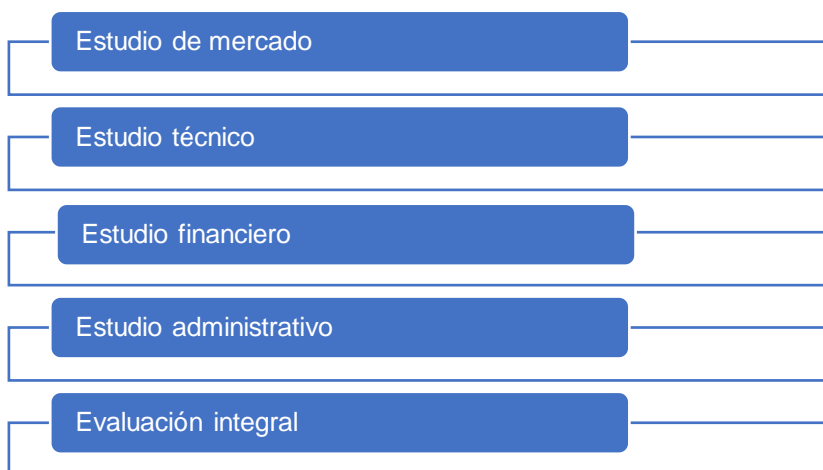 Estudio de mercado
Estudio técnico
Estudio financiero
Estudio administrativo
Evaluación integral